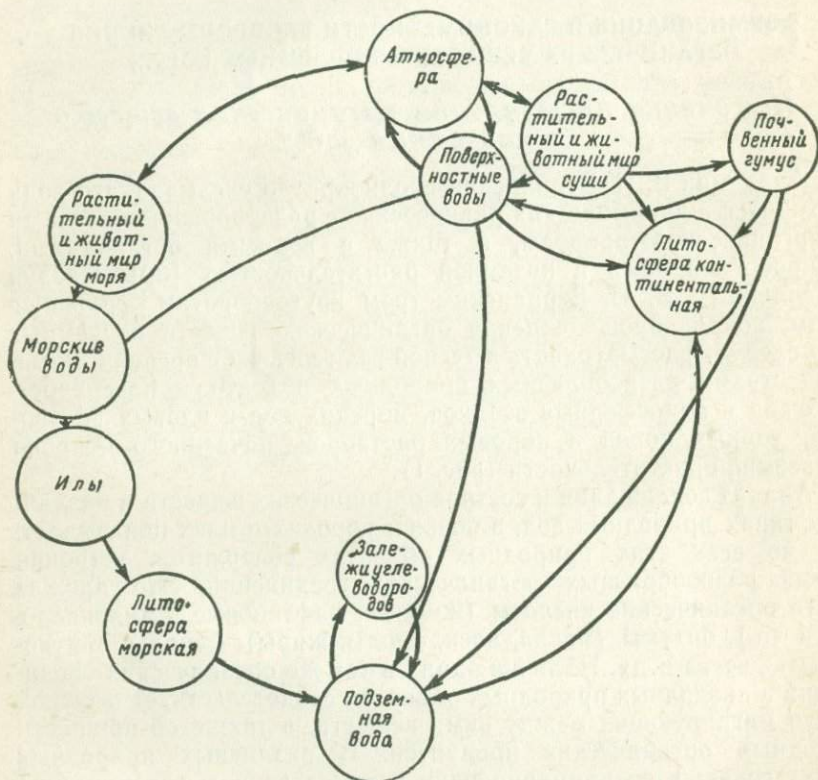 Атмосфе-
ра
Рас-
титель-
ный и жи-
вотный мир
суши
Поч-
венный
гумус
Поверх-
ностные
воды
Расти-
тельный
и живот-
ный мир
моря
Лито-
сфера кон-
тиненталь-
ная
Морскив
воды
Илы
Зале-
жи угле-
водоро-
дов
Лито-
сфера
морская
Подзем-
ная
вода